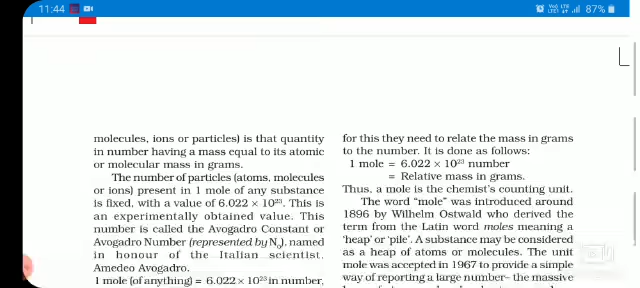 11:44
87%
molecules, ions or particles) is that quantity
in number having a mass equal to its atomic
or molecular mass in grams.
The number of particles (atoms, molecules
or ions) present in 1 mole of any substance
is fixed, with a value of 6.022 × 10²³. This is
an experimentally obtained value. This
number is called the Avogadro Constant or
Avogadro Number (represented by N₀), named
in honour of the Italian scientist,
Amedeo Avogadro.
1 mole (of anything) = 6.022 × 10²³ in number,
for this they need to relate the mass in grams
to the number. It is done as follows:
1 mole = 6.022 × 10²³ number
= Relative mass in grams.
Thus, a mole is the chemist's counting unit.
The word “mole” was introduced around
1896 by Wilhelm Ostwald who derived the
term from the Latin word moles meaning a
‘heap’ or ‘pile’. A substance may be considered
as a heap of atoms or molecules. The unit
mole was accepted in 1967 to provide a simple
way of reporting a large number– the massive